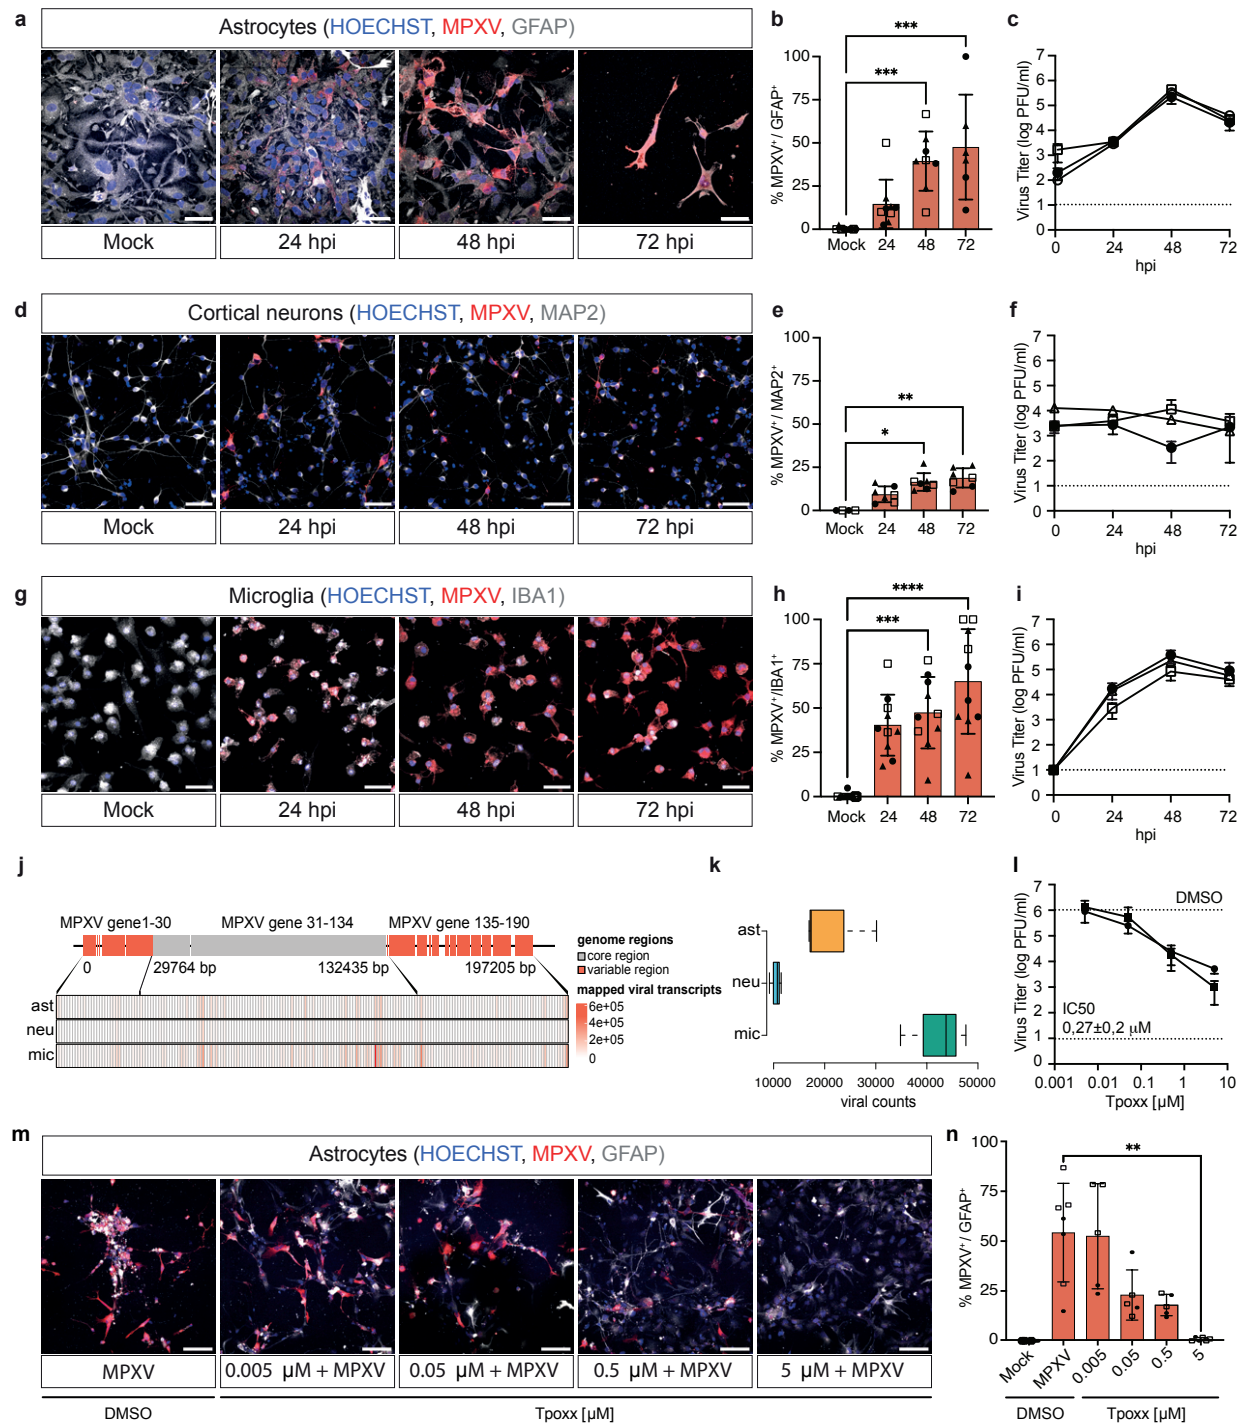 a
Astrocytes (HOECHST, MPXV, GFAP)
Mock
24 hpi
48 hpi
72 hpi
b
% MPXV⁺/ GFAP⁺
100
75
50
25
0
***
***
Mock
24
48
72
c
Virus Titer (log PFU/ml)
7
6
5
4
3
2
1
0
0
24
48
72
hpi
d
Cortical neurons (HOECHST, MPXV, MAP2)
Mock
24 hpi
48 hpi
72 hpi
e
% MPXV⁺/ MAP2⁺
100
75
50
25
0
**
*
Mock
24
48
72
f
Virus Titer (log PFU/ml)
7
6
5
4
3
2
1
0
0
24
48
72
hpi
g
Microglia (HOECHST, MPXV, IBA1)
Mock
24 hpi
48 hpi
72 hpi
h
% MPXV⁺/IBA1⁺
100
75
50
25
0
****
***
Mock
24
48
72
i
Virus Titer (log PFU/ml)
7
6
5
4
3
2
1
0
0
24
48
72
hpi
j
MPXV gene1-30
MPXV gene 31-134
MPXV gene 135-190
0
29764 bp
132435 bp
197205 bp
genome regions
core region
variable region
mapped viral transcripts
6e+05
4e+05
2e+05
0
ast
neu
mic
k
ast
neu
mic
10000
20000
30000
40000
50000
viral counts
l
Virus Titer (log PFU/ml)
7
6
5
4
3
2
1
0
DMSO
IC50
0,27±0,2 µM
0.001
0.01
0.1
1
10
Tpoxx [µM]
m
Astrocytes (HOECHST, MPXV, GFAP)
MPXV
0.005 µM + MPXV
0.05 µM + MPXV
0.5 µM + MPXV
5 µM + MPXV
DMSO
Tpoxx [µM]
n
% MPXV⁺/ GFAP⁺
100
75
50
25
0
**
Mock
MPXV
0.005
0.05
0.5
5
DMSO
Tpoxx [µM]